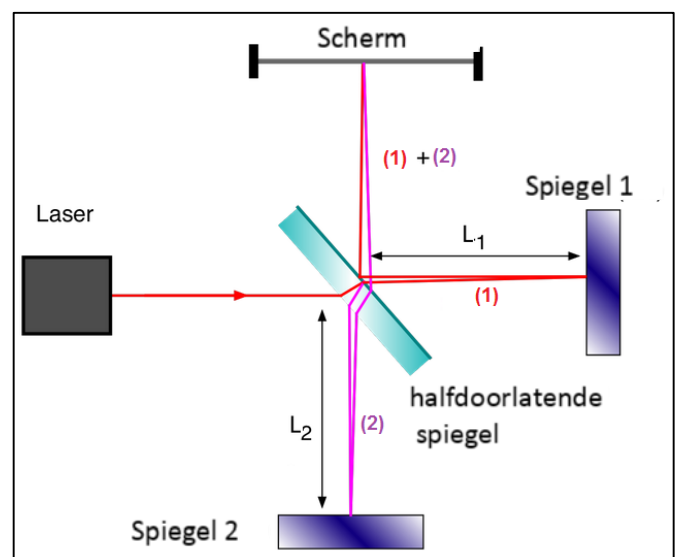 Scherm
(1) + (2)
Spiegel 1
Laser
L1
(1)
halfdoorlatende
spiegel
L2
(2)
Spiegel 2